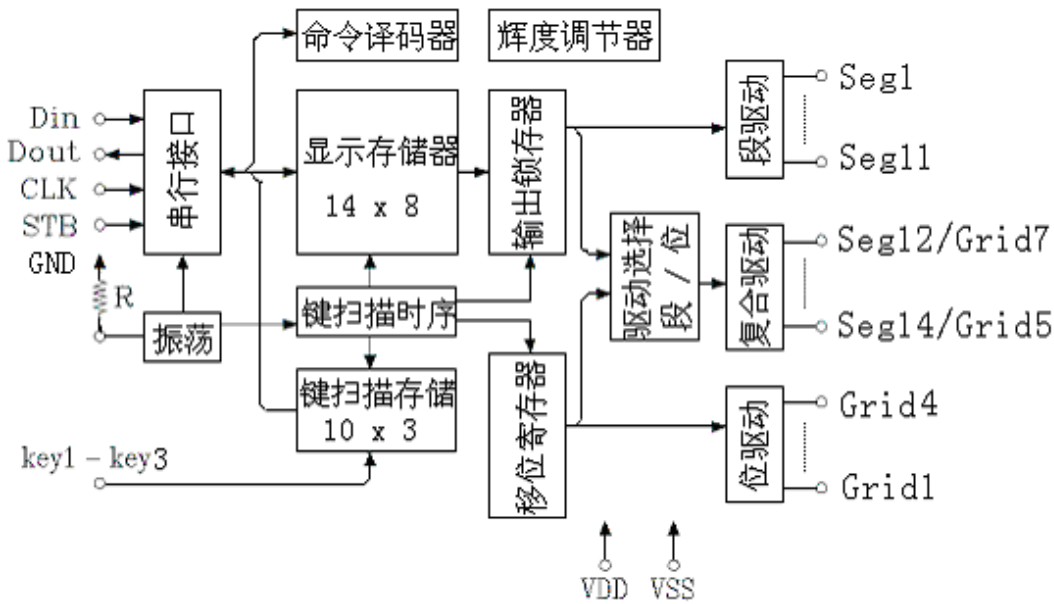 命令译码器
辉度调节器
Din
Dout
CLK
STB
GND
R
串行接口
振荡
显示存储器
14 x 8
键扫描时序
键扫描存储
10 x 3
key1-key3
输出锁存器
移位寄存器
驱动选择
段 / 位
段驱动
Seg1
Seg11
复合驱动
Seg12/Grid7
Seg14/Grid5
位驱动
Grid4
Grid1
VDD
VSS